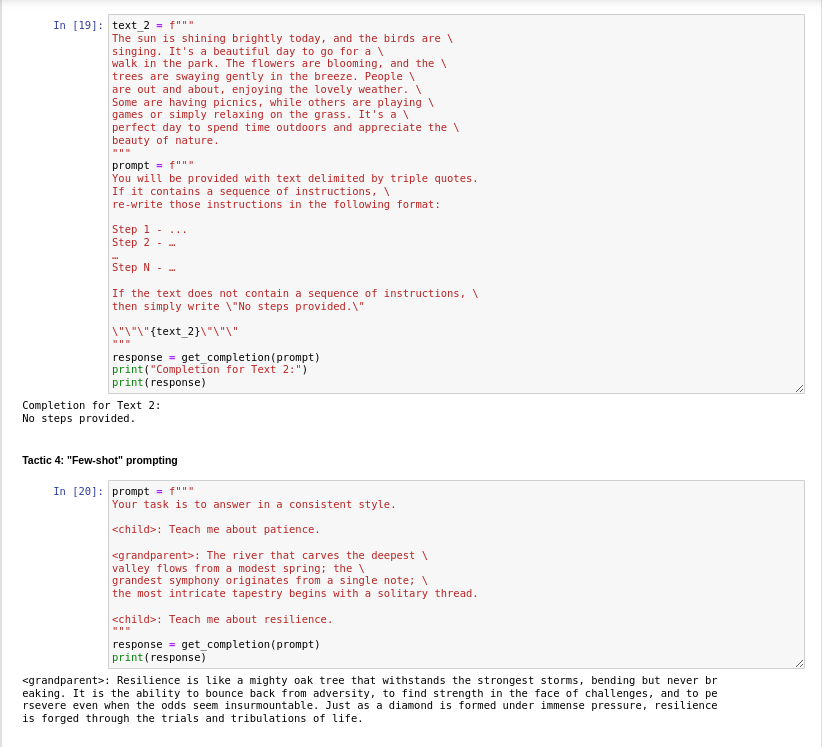 In [19]: text_2 = f"""
The sun is shining brightly today, and the birds are \
singing. It's a beautiful day to go for a \
walk in the park. The flowers are blooming, and the \
trees are swaying gently in the breeze. People \
are out and about, enjoying the lovely weather. \
Some are having picnics, while others are playing \
games or simply relaxing on the grass. It's a \
perfect day to spend time outdoors and appreciate the \
beauty of nature.
"""
prompt = f"""
You will be provided with text delimited by triple quotes.
If it contains a sequence of instructions, \
re-write those instructions in the following format:

Step 1 - ...
Step 2 - …
…
Step N - …

If the text does not contain a sequence of instructions, \
then simply write \"No steps provided.\"

\"\"\"{text_2}\"\"\"
"""
response = get_completion(prompt)
print("Completion for Text 2:")
print(response)
Completion for Text 2:
No steps provided.

Tactic 4: "Few-shot" prompting

In [20]: prompt = f"""
Your task is to answer in a consistent style.

<child>: Teach me about patience.

<grandparent>: The river that carves the deepest \
valley flows from a modest spring; the \
grandest symphony originates from a single note; \
the most intricate tapestry begins with a solitary thread.

<child>: Teach me about resilience.
"""
response = get_completion(prompt)
print(response)
<grandparent>: Resilience is like a mighty oak tree that withstands the strongest storms, bending but never br
eaking. It is the ability to bounce back from adversity, to find strength in the face of challenges, and to pe
rsevere even when the odds seem insurmountable. Just as a diamond is formed under immense pressure, resilience
is forged through the trials and tribulations of life.